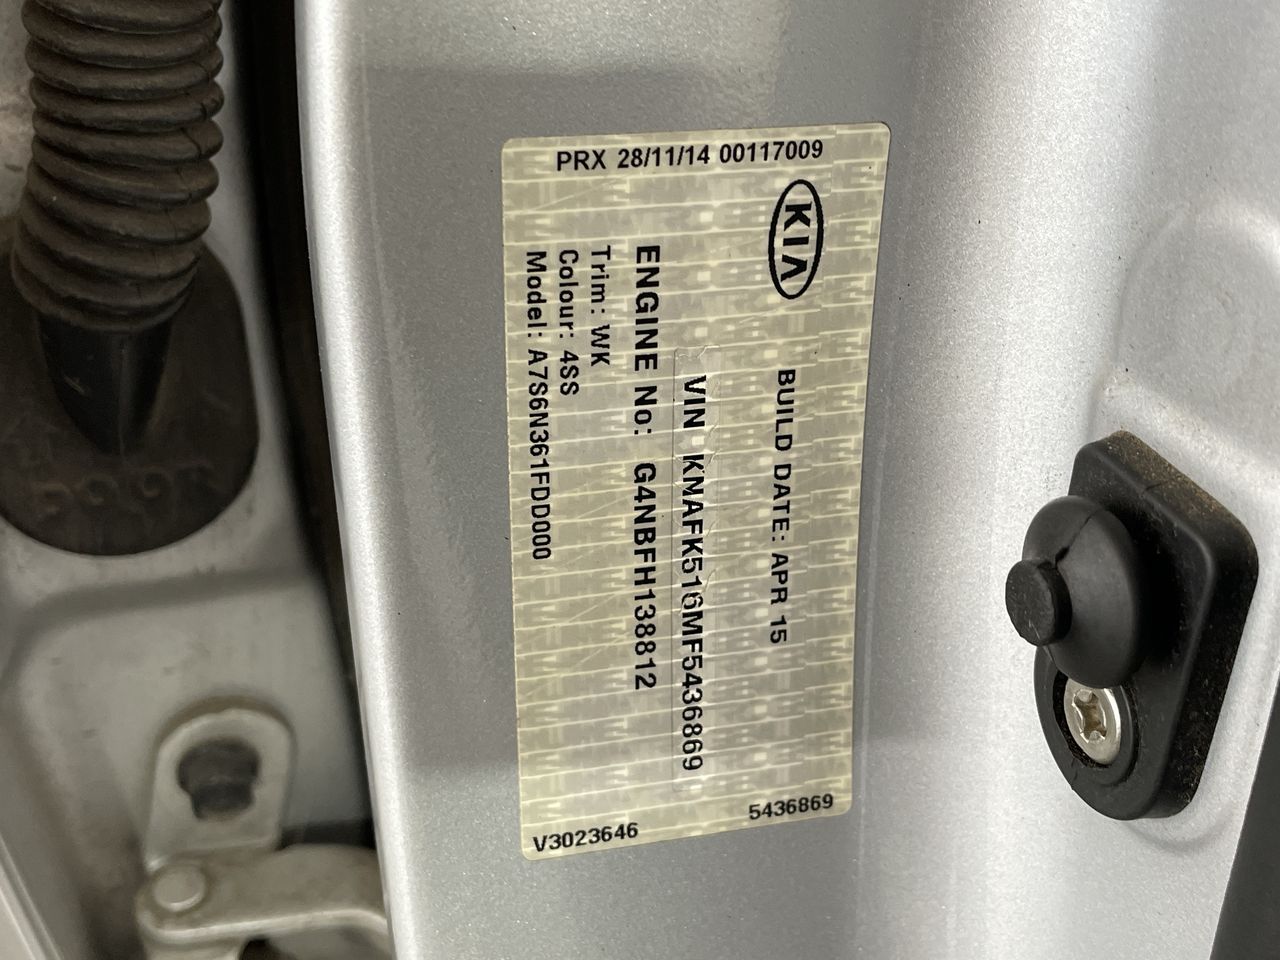 PRX 28/11/14 00117009
KIA
BUILD DATE: APR 15
VIN KNAFK516MF5436869
ENGINE No: G4NBFH138812
Trim: WK
Colour: 4SS
Model: A7S6N361FDD000
V3023646
5436869